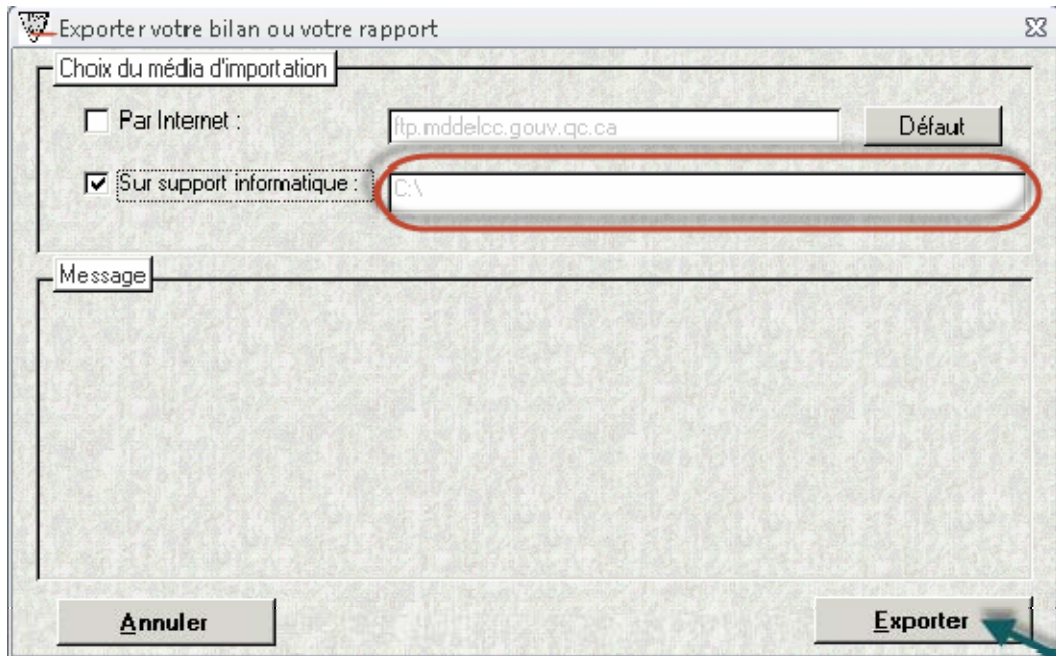 Exporter votre bilan ou votre rapport
Choix du média d'importation
Par Internet :
ftp.mddelcc.gouv.qc.ca
Défaut
Sur support informatique :
C:\
Message
Annuler
Exporter